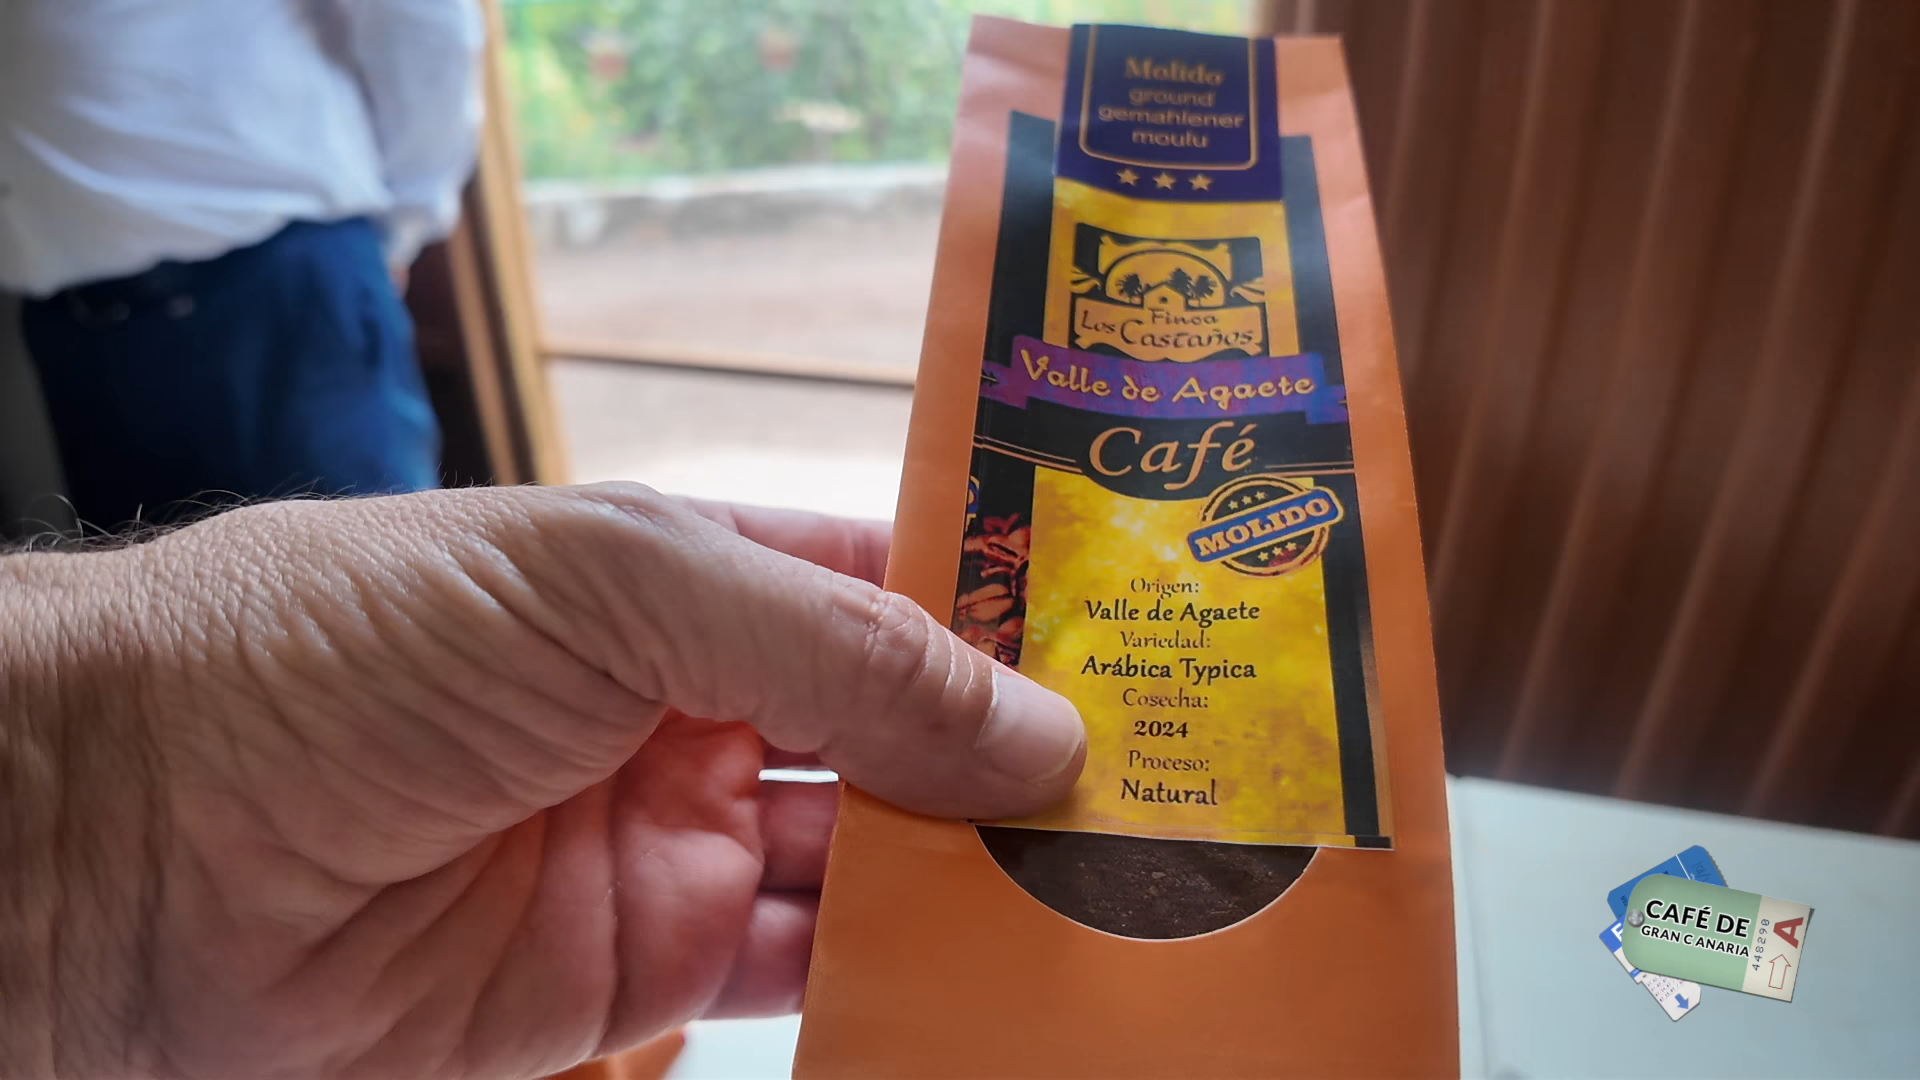 Molido
ground
gemahlener
moulu
Finca
Los Castaños
Valle de Agaete
Café
MOLIDO
Origen:
Valle de Agaete
Variedad:
Arábica Typica
Cosecha:
2024
Proceso:
Natural
CAFÉ DE
GRAN CANARIA
448290
A